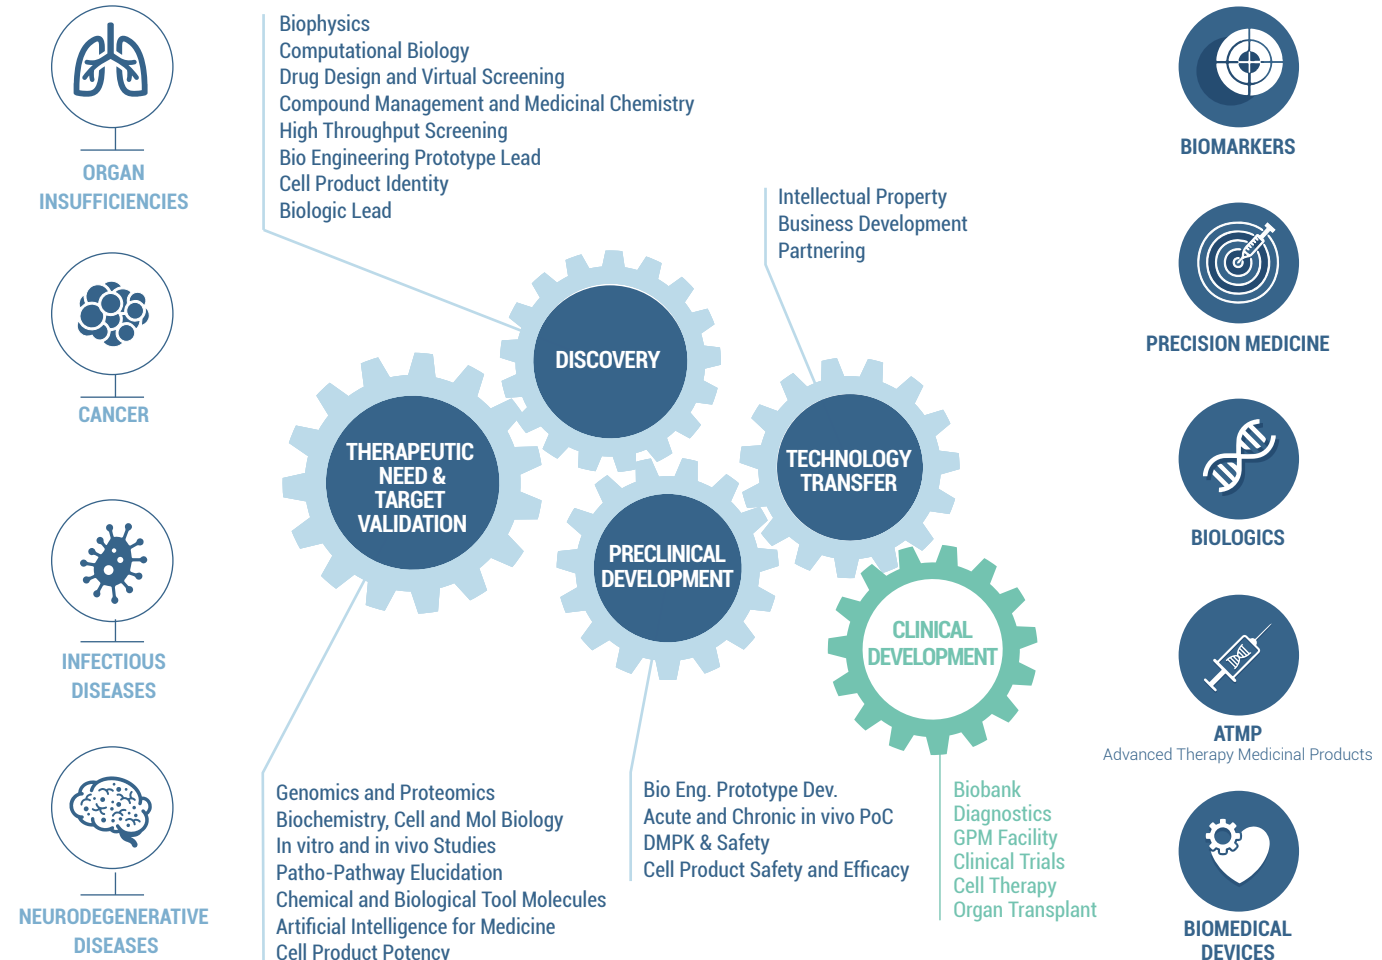 ORGAN
INSUFFICIENCIES
CANCER
INFECTIOUS
DISEASES
NEURODEGENERATIVE
DISEASES
Biophysics
Computational Biology
Drug Design and Virtual Screening
Compound Management and Medicinal Chemistry
High Throughput Screening
Bio Engineering Prototype Lead
Cell Product Identity
Biologic Lead
Intellectual Property
Business Development
Partnering
DISCOVERY
THERAPEUTIC
NEED &
TARGET
VALIDATION
TECHNOLOGY
TRANSFER
PRECLINICAL
DEVELOPMENT
CLINICAL
DEVELOPMENT
Genomics and Proteomics
Biochemistry, Cell and Mol Biology
In vitro and in vivo Studies
Patho-Pathway Elucidation
Chemical and Biological Tool Molecules
Artificial Intelligence for Medicine
Cell Product Potency
Bio Eng. Prototype Dev.
Acute and Chronic in vivo PoC
DMPK & Safety
Cell Product Safety and Efficacy
Biobank
Diagnostics
GPM Facility
Clinical Trials
Cell Therapy
Organ Transplant
BIOMARKERS
PRECISION MEDICINE
BIOLOGICS
ATMP
Advanced Therapy Medicinal Products
BIOMEDICAL
DEVICES